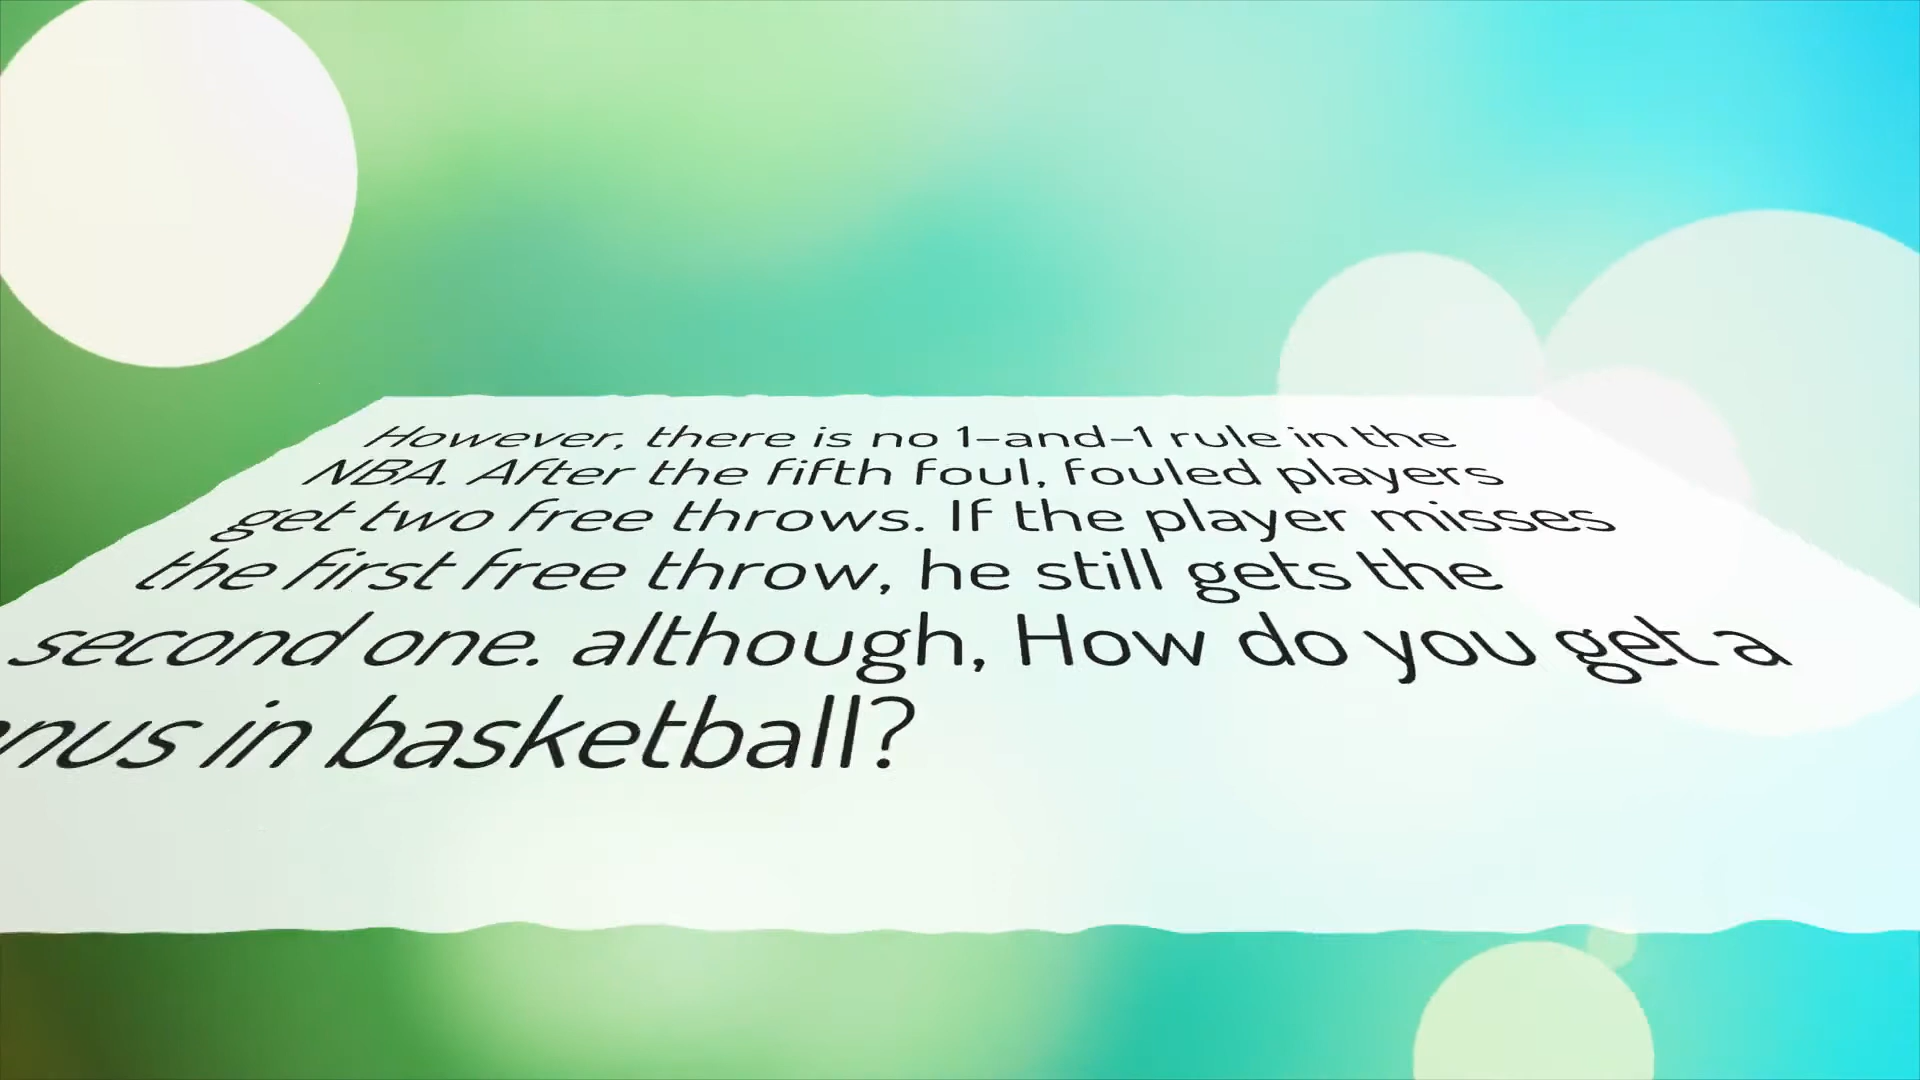 However, there is no 1-and-1 rule in the
NBA. After the fifth foul, fouled players
get two free throws. If the player misses
the first free throw, he still gets the
second one. although, How do you get a
in basketball?